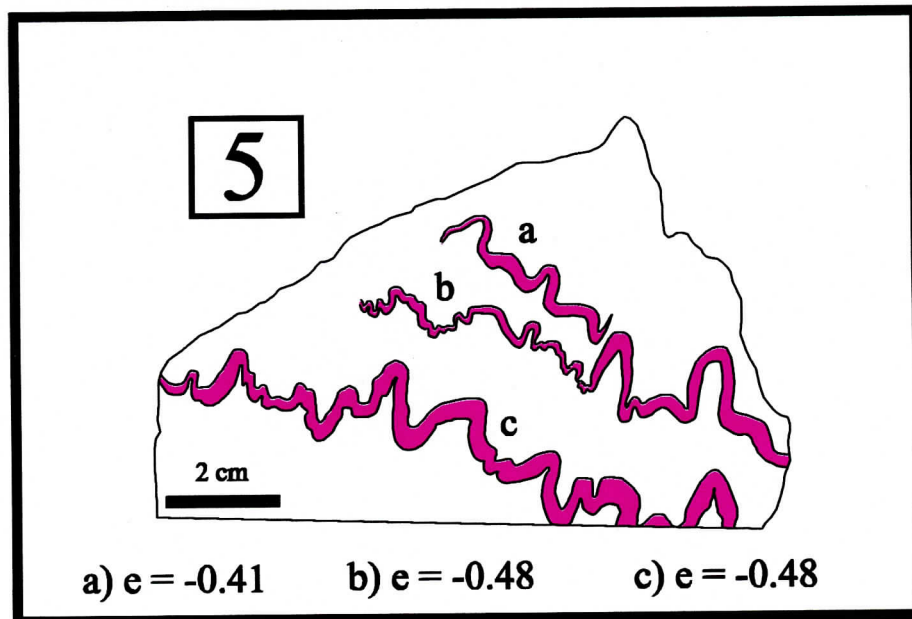 5
a
b
c
2 cm
a) e = -0.41 b) e = -0.48 c) e = -0.48